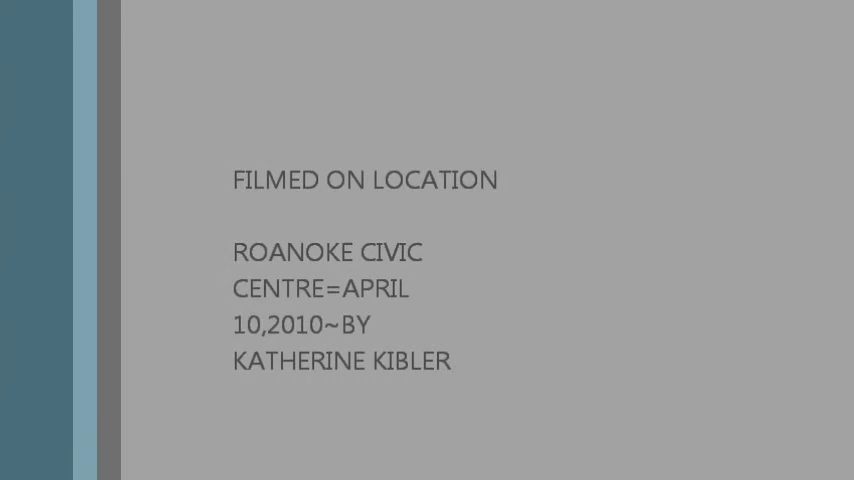 FILMED ON LOCATION
ROANOKE CIVIC
CENTRE=APRIL
10,2010~BY
KATHERINE KIBLER